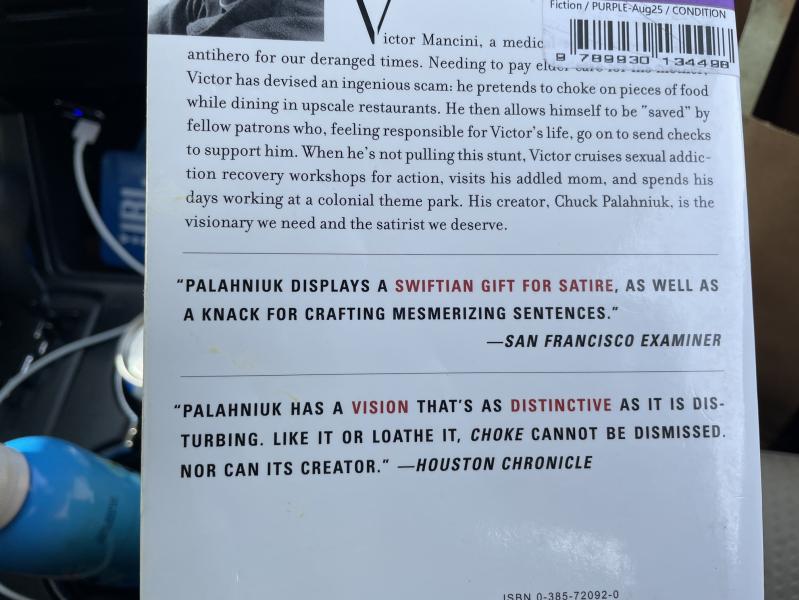 Fiction / PURPLE-Aug25 / CONDITION
9 789930 134498
Victor Mancini, a medic
antihero for our deranged times. Needing to pay elder care for his mother,
Victor has devised an ingenious scam: he pretends to choke on pieces of food
while dining in upscale restaurants. He then allows himself to be "saved" by
fellow patrons who, feeling responsible for Victor's life, go on to send checks
to support him. When he's not pulling this stunt, Victor cruises sexual addic-
tion recovery workshops for action, visits his addled mom, and spends his
days working at a colonial theme park. His creator, Chuck Palahniuk, is the
visionary we need and the satirist we deserve.
"PALAHNIUK DISPLAYS A SWIFTIAN GIFT FOR SATIRE, AS WELL AS
A KNACK FOR CRAFTING MESMERIZING SENTENCES."
—SAN FRANCISCO EXAMINER
"PALAHNIUK HAS A VISION THAT'S AS DISTINCTIVE AS IT IS DIS-
TURBING. LIKE IT OR LOATHE IT, CHOKE CANNOT BE DISMISSED.
NOR CAN ITS CREATOR." —HOUSTON CHRONICLE
ISBN 0-385-72092-0